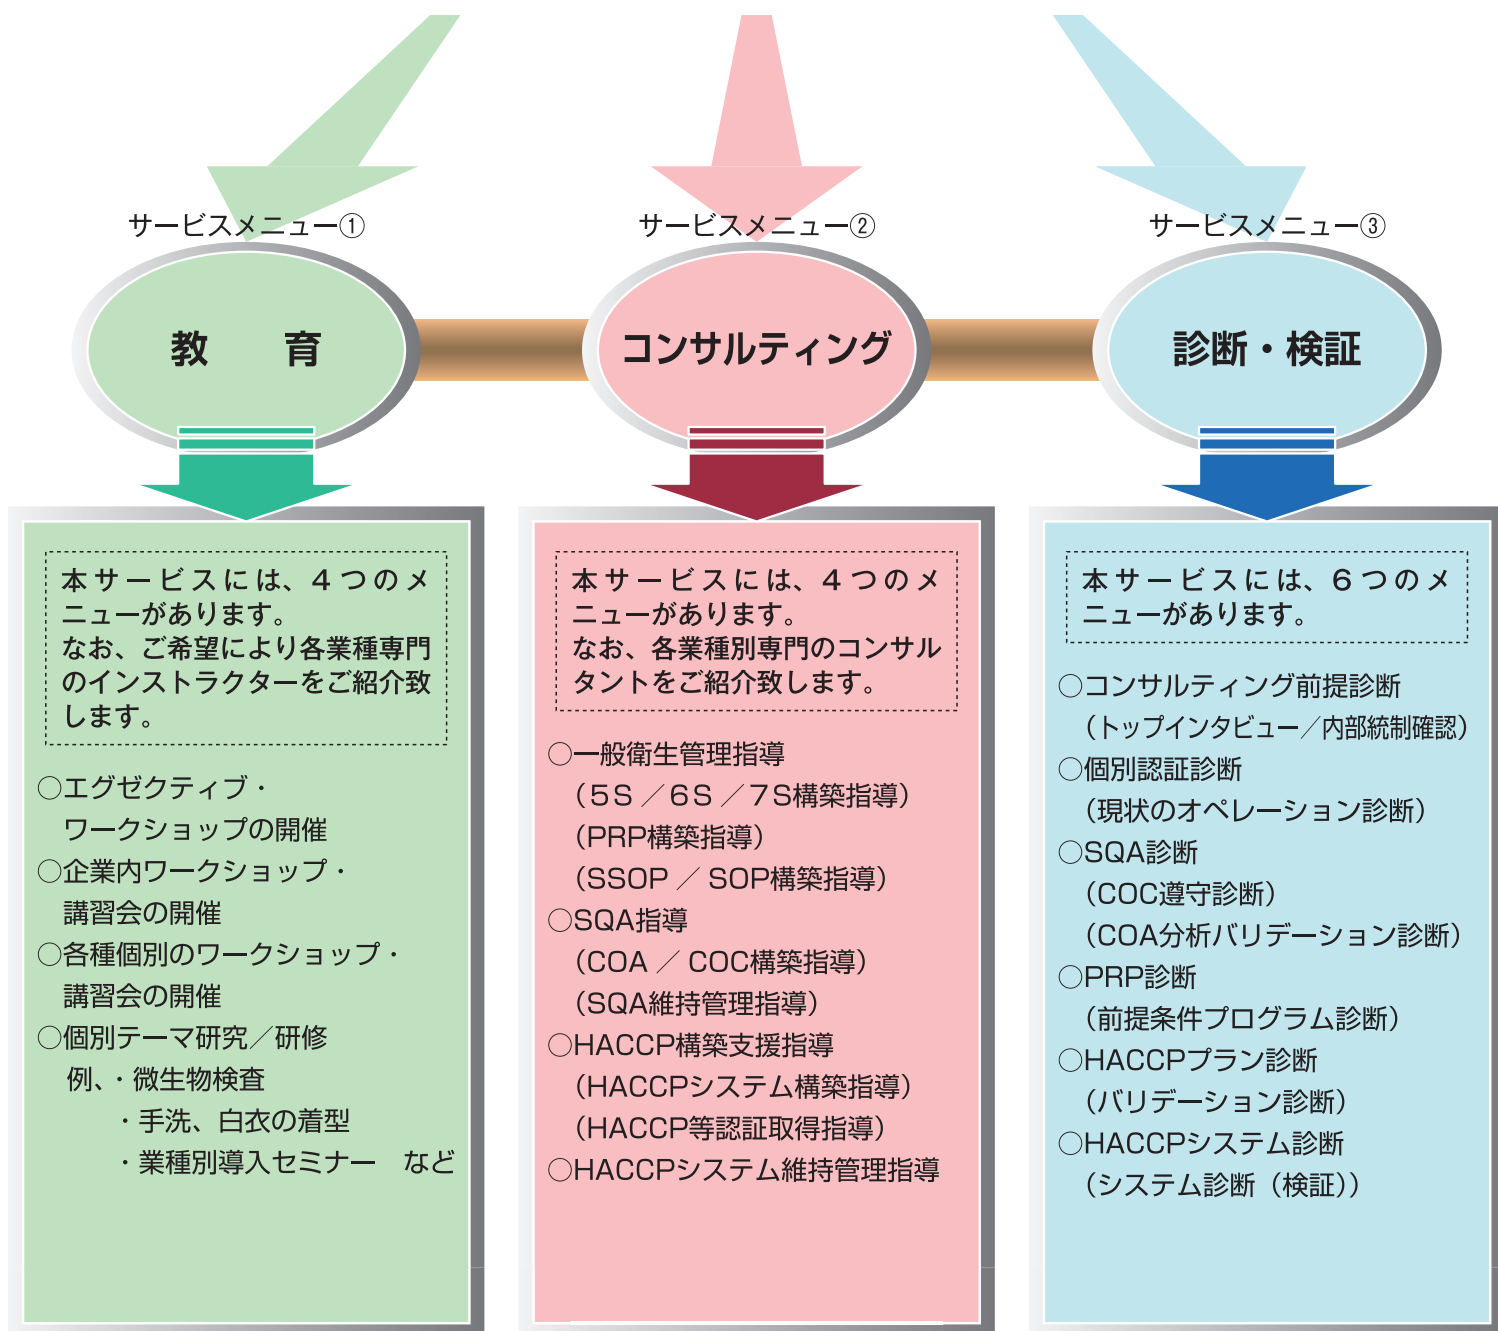 サービスメニュー①
教　　育
本サービスには、4つのメ
ニューがあります。
なお、ご希望により各業種専門
のインストラクターをご紹介致
します。
○エグゼクティブ・
ワークショップの開催
○企業内ワークショップ・
講習会の開催
○各種個別のワークショップ・
講習会の開催
○個別テーマ研究／研修
例、・微生物検査
・手洗、白衣の着型
・業種別導入セミナー　など
サービスメニュー②
コンサルティング
本サービスには、4つのメ
ニューがあります。
なお、各業種別専門のコンサル
タントをご紹介致します。
○一般衛生管理指導
（5S／6S／7S構築指導）
（PRP構築指導）
（SSOP／SOP構築指導）
○SQA指導
（COA／COC構築指導）
（SQA維持管理指導）
○HACCP構築支援指導
（HACCPシステム構築指導）
（HACCP等認証取得指導）
○HACCPシステム維持管理指導
サービスメニュー③
診断・検証
本サービスには、6つのメ
ニューがあります。
○コンサルティング前提診断
（トップインタビュー／内部統制確認）
○個別認証診断
（現状のオペレーション診断）
○SQA診断
（COC遵守診断）
（COA分析バリデーション診断）
○PRP診断
（前提条件プログラム診断）
○HACCPプラン診断
（バリデーション診断）
○HACCPシステム診断
（システム診断（検証））